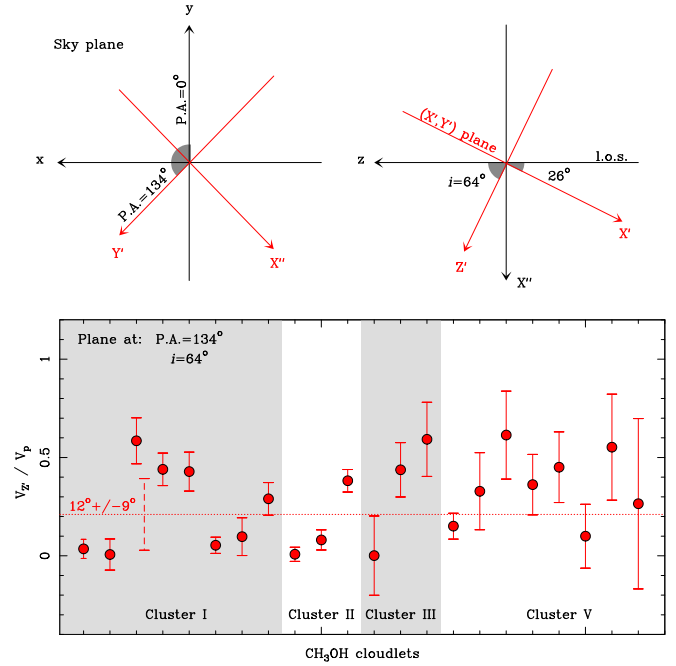 y
Sky plane
P.A.=0°
x
P.A.=134°
Y'
X''
(X',Y') plane
z
l.o.s.
i=64°
26°
X'
Z'
X''
Plane at: P.A.=134°
i=64°
1
0.5
0
V_Z' / V_p
12°+/-9°
Cluster I
Cluster II
Cluster III
Cluster V
CH₃OH cloudlets